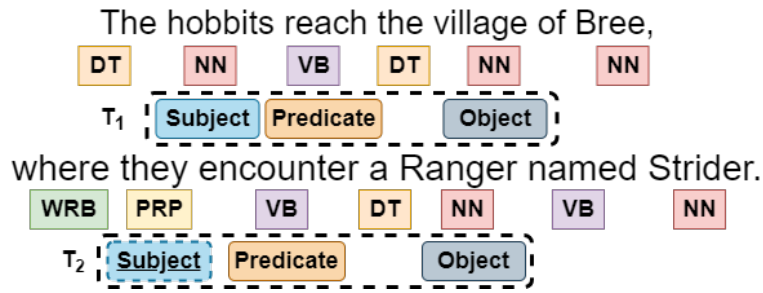 The hobbits reach the village of Bree,
DT NN VB DT NN NN
T1 Subject Predicate Object
where they encounter a Ranger named Strider.
WRB PRP VB DT NN VB NN
T2 Subject Predicate Object